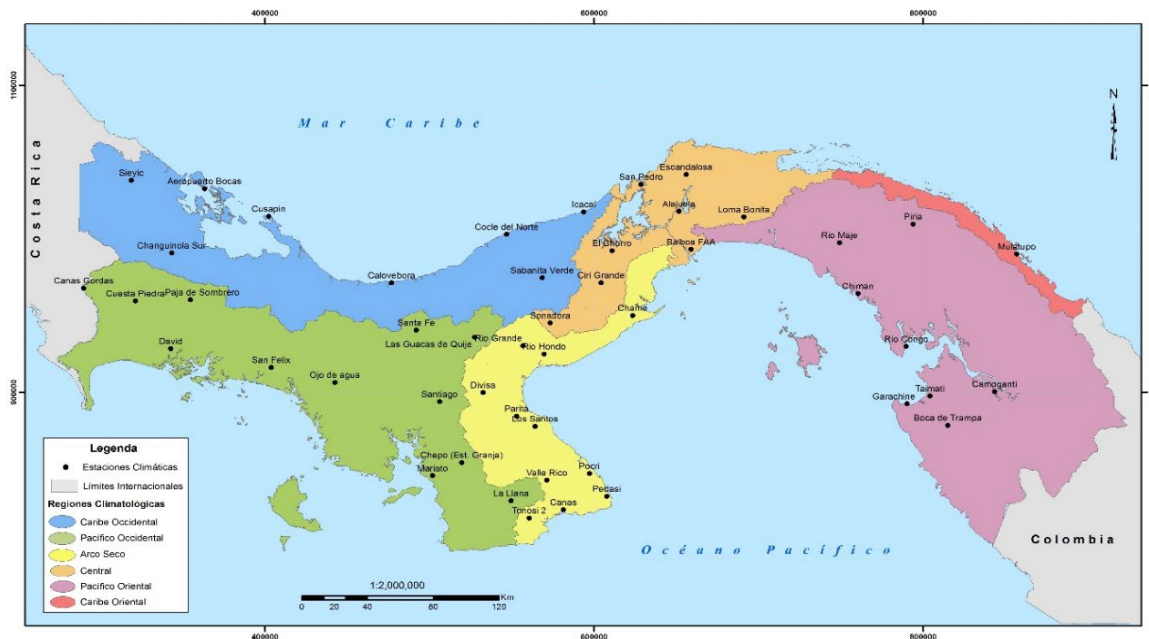 400000
600000
800000
1100000
N
Mar Caribe
Costa Rica
Sieyic
Aeropuerto Bocas
Cusapin
Changuinola Sur
Canas Gordas
Cuesta Piedra
Paja de Sombrero
Calovebora
Cocle del Norte
Icacal
Sabanita Verde
San Pedro
Escandalosa
Alajuela
Loma Bonita
El Chorro
Balboa FAA
Ciri Grande
Chame
Sonadora
Santa Fe
Las Guacas de Quije
Rio Grande
Rio Hondo
David
San Felix
Ojo de agua
Santiago
Divisa
Parita
Los Santos
Chepo (Est. Granja)
Mariato
Valle Rico
Pocri
La Llana
Pedasi
Tonosi 2
Canas
Piria
Rio Maje
Mulatupo
Chiman
Rio Congo
Taimati
Camoganti
Garachine
Boca de Trampa
Océano Pacífico
Colombia
Legenda
Estaciones Climáticas
Límites Internacionales
Regiones Climatológicas
Caribe Occidental
Pacífico Occidental
Arco Seco
Central
Pacifico Oriental
Caribe Oriental
1:2,000,000
0 20 40 80 120 Km
400000
600000
800000